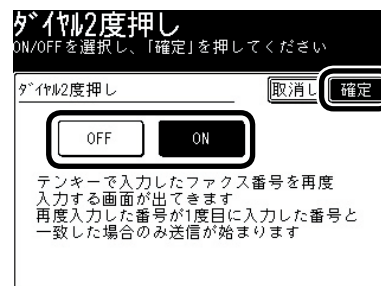 ﾀﾞｲﾔﾙ2度押し
ON/OFFを選択し、「確定」を押してください
ﾀﾞｲﾔﾙ2度押し
取消し
確定
OFF
ON
テンキーで入力したファクス番号を再度
入力する画面が出てきます
再度入力した番号が1度目に入力した番号と
一致した場合のみ送信が始まります